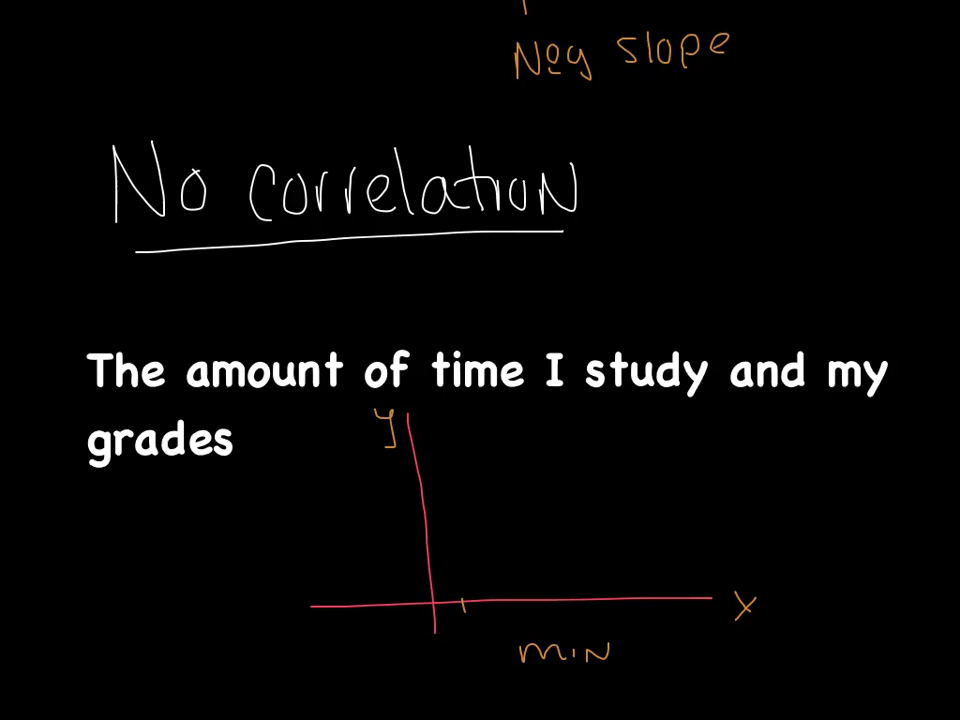 Neg slope
No correlation
The amount of time I study and my
grades
y
x
min